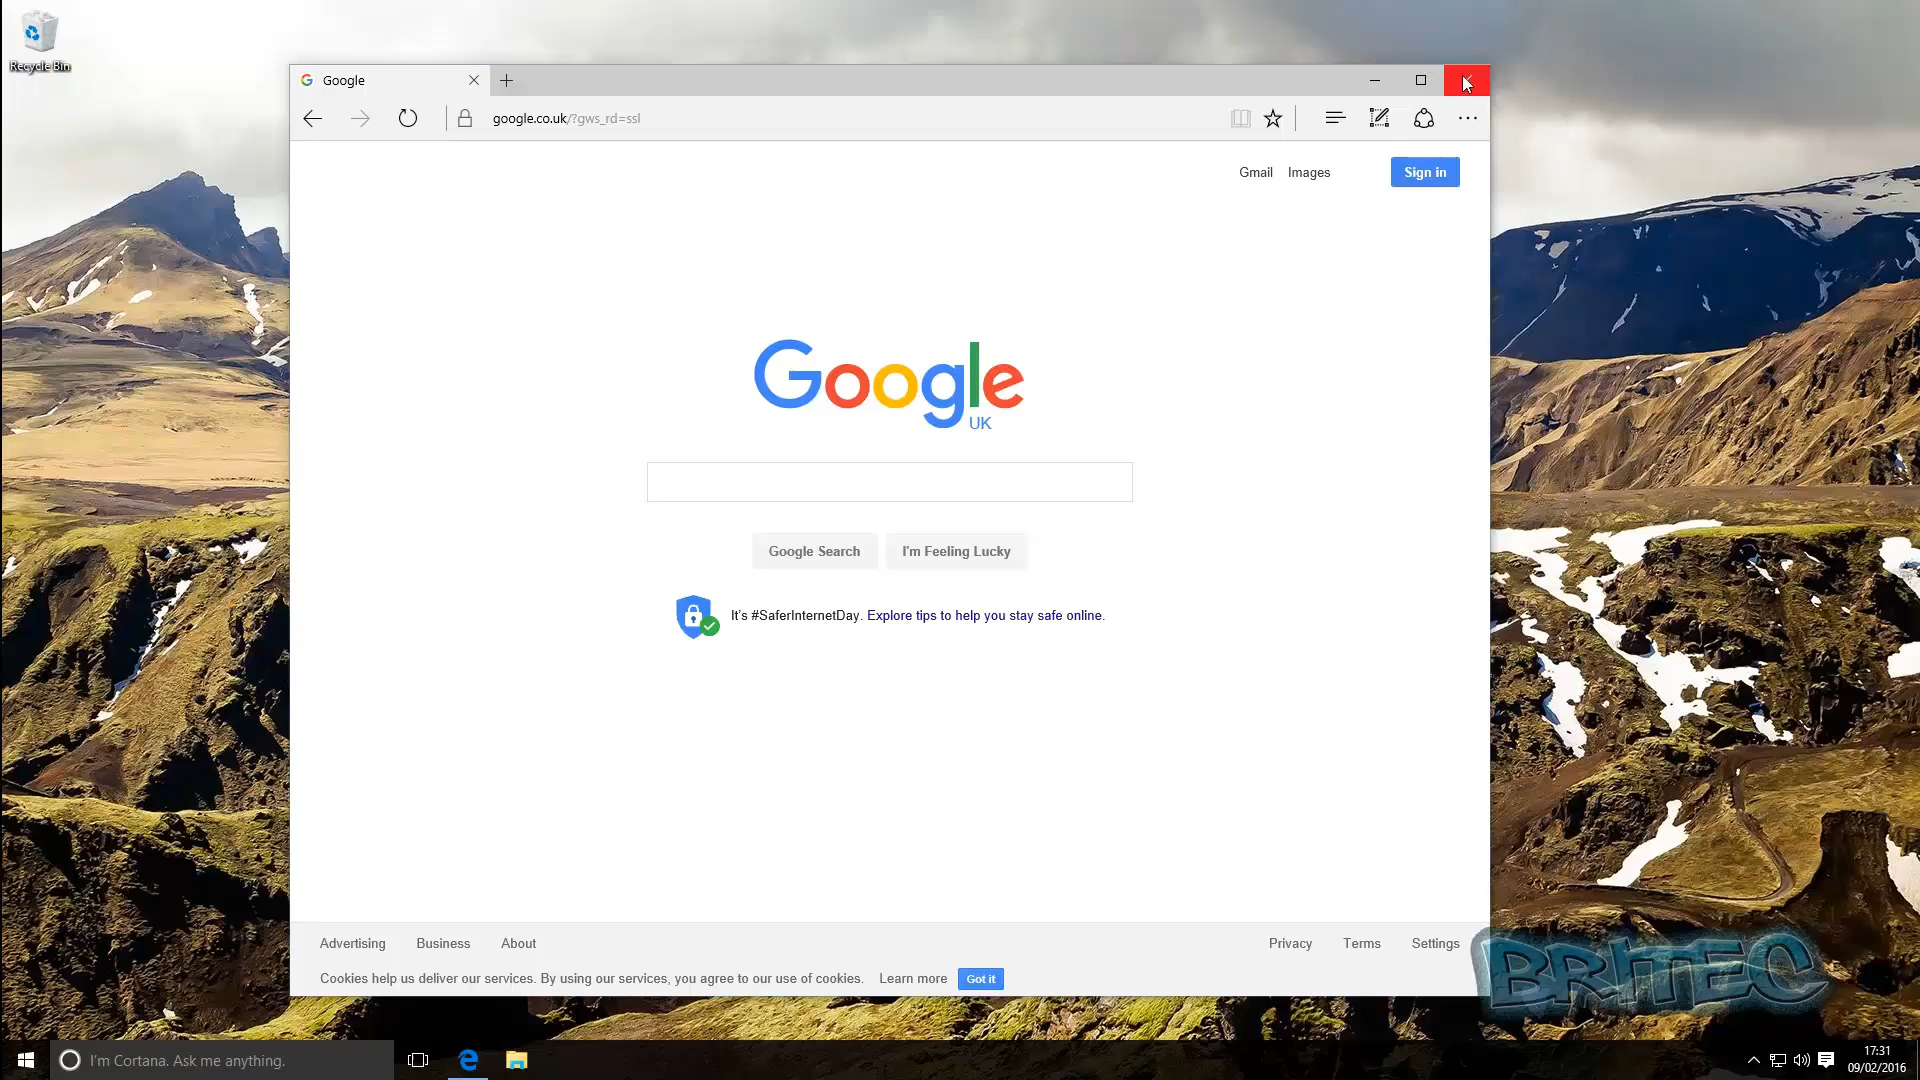 Recycle Bin
Google
google.co.uk/?gws_rd=ssl
Gmail Images Sign in
Google
UK
Google Search I'm Feeling Lucky
It's #SaferInternetDay. Explore tips to help you stay safe online.
Advertising Business About Privacy Terms Settings
Cookies help us deliver our services. By using our services, you agree to our use of cookies. Learn more Got it
BRITEC
I'm Cortana. Ask me anything.
17:31
09/02/2016